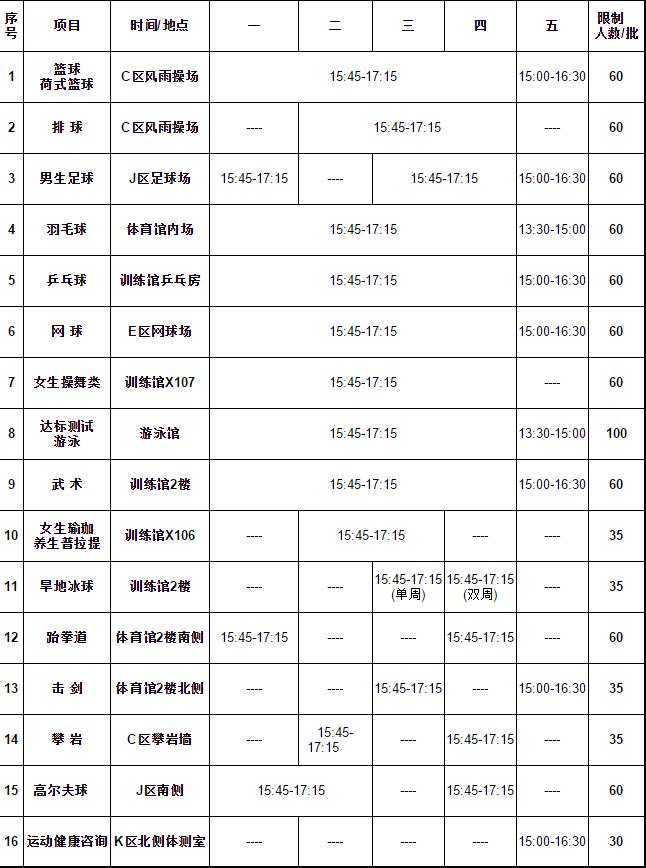 序号 项目 时间/地点 一 二 三 四 五 限制人数/批
1 篮球 荷式篮球 C区风雨操场 15:45-17:15 15:00-16:30 60
2 排 球 C区风雨操场 ---- 15:45-17:15 ---- 60
3 男生足球 J区足球场 15:45-17:15 ---- 15:45-17:15 15:00-16:30 60
4 羽毛球 体育馆内场 15:45-17:15 13:30-15:00 60
5 乒乓球 训练馆乒乓房 15:45-17:15 15:00-16:30 60
6 网 球 E区网球场 15:45-17:15 15:00-16:30 60
7 女生操舞类 训练馆X107 15:45-17:15 ---- 60
8 达标测试 游泳 游泳馆 15:45-17:15 13:30-15:00 100
9 武 术 训练馆2楼 15:45-17:15 15:00-16:30 60
10 女生瑜珈 养生普拉提 训练馆X106 ---- 15:45-17:15 ---- ---- 35
11 旱地冰球 训练馆2楼 ---- ---- 15:45-17:15 (单周) 15:45-17:15 (双周) ---- 35
12 跆拳道 体育馆2楼南侧 15:45-17:15 ---- ---- 15:45-17:15 ---- 60
13 击 剑 体育馆2楼北侧 ---- ---- 15:45-17:15 ---- 15:00-16:30 35
14 攀 岩 C区攀岩墙 ---- 15:45-17:15 ---- 15:45-17:15 ---- 35
15 高尔夫球 J区南侧 15:45-17:15 ---- 15:45-17:15 ---- 60
16 运动健康咨询 K区北侧体测室 ---- ---- ---- ---- 15:00-16:30 30